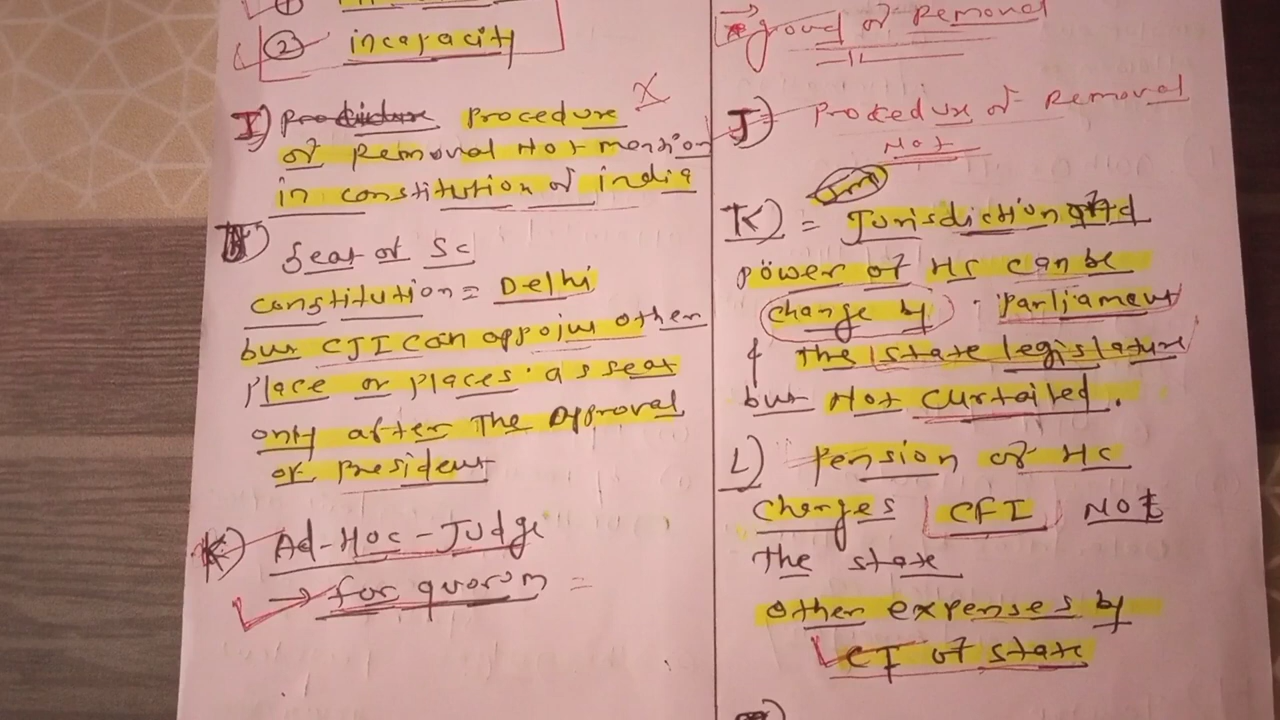 ②
incapacity
I) Procedure X
of Removal Not mention
in constitution of india
Seat of SC
constitution = Delhi
but CJI can appoint other
Place or places as seat
only after The Approval
of President
K) Ad-Hoc-Judge
→ for quorum =
→ ground of Removal
J) Procedure of Removal
Not
K) = Jurisdiction and
power of HC can be
change by Parliament
& the state legislature
but Not curtailed.
L) Pension of HC
charges CFI Not
The state
other expenses by
CF of state